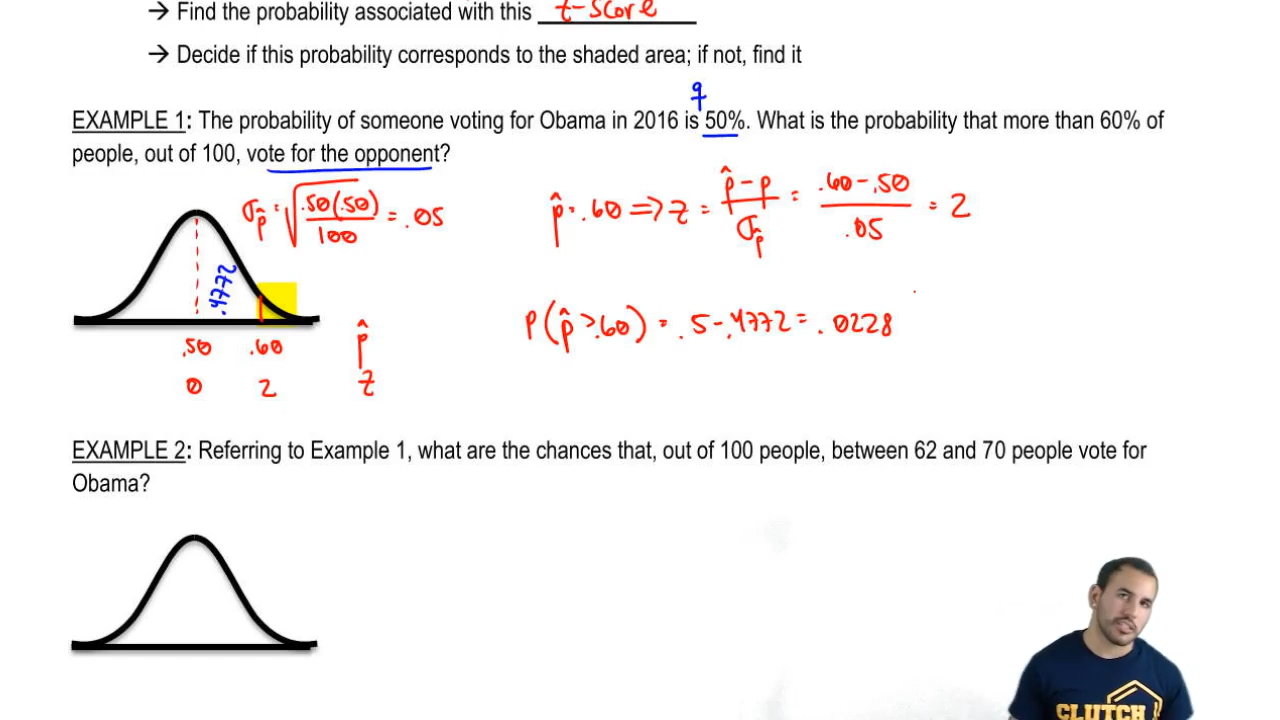 → Find the probability associated with this t-score
→ Decide if this probability corresponds to the shaded area; if not, find it
q
EXAMPLE 1: The probability of someone voting for Obama in 2016 is 50%. What is the probability that more than 60% of
people, out of 100, vote for the opponent?
σp̂ = √.50(.50)/100 = .05
p̂ = .60 => z = p̂ - p / σp̂ = .60 - .50 / .05 = 2
.4772
P(p̂ > .60) = .5 - .4772 = .0228
.50 .60 p̂
0 2 z
EXAMPLE 2: Referring to Example 1, what are the chances that, out of 100 people, between 62 and 70 people vote for
Obama?
CLUTCH